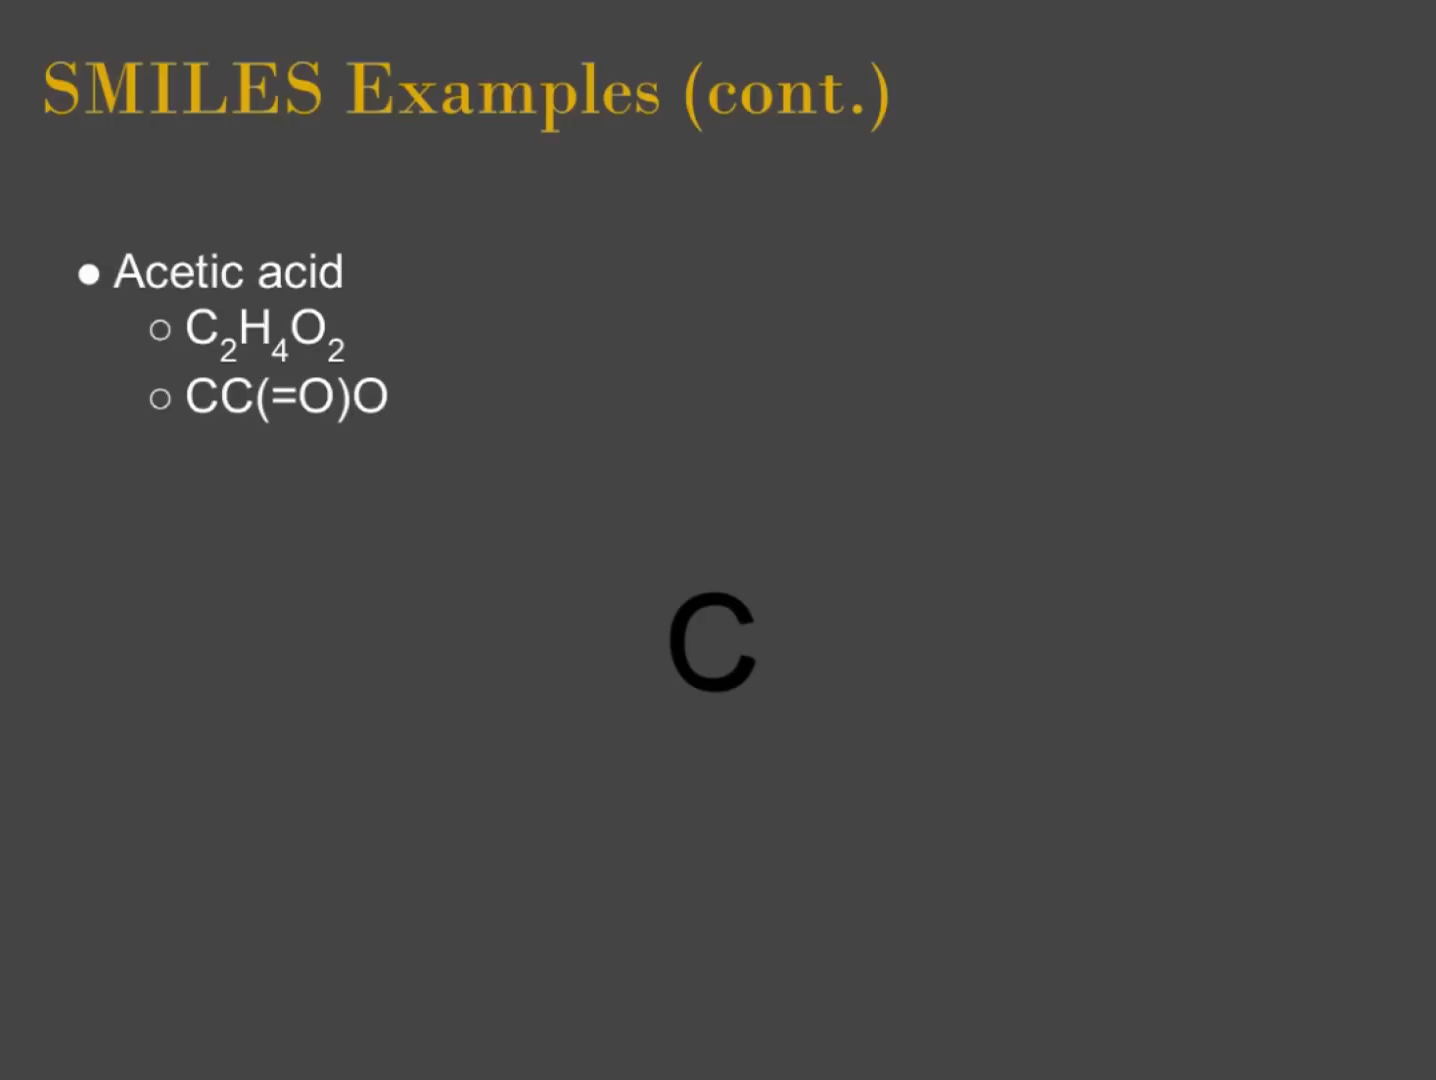 SMILES Examples (cont.)
● Acetic acid
○ C₂H₄O₂
○ CC(=O)O
C